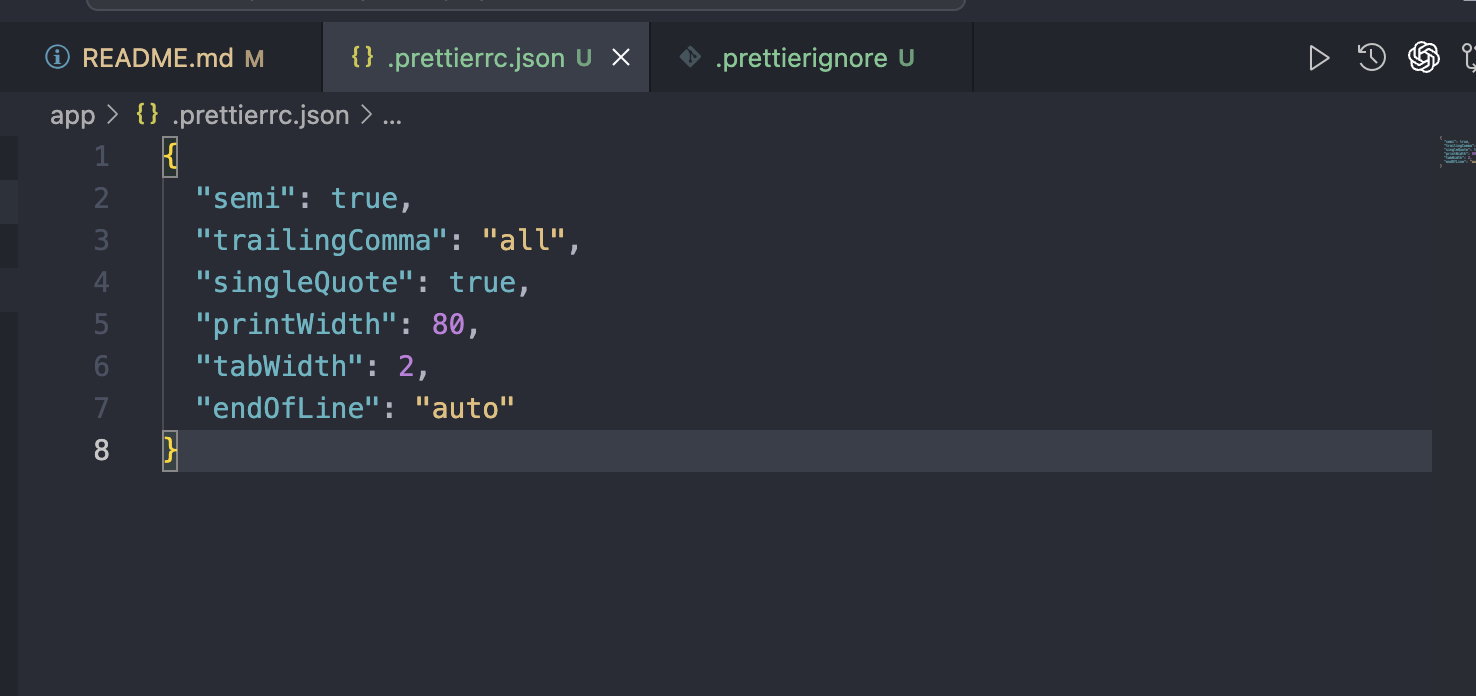 README.md M
{} .prettierrc.json U
.prettierignore U
app > {} .prettierrc.json > ...
1 {
2 "semi": true,
3 "trailingComma": "all",
4 "singleQuote": true,
5 "printWidth": 80,
6 "tabWidth": 2,
7 "endOfLine": "auto"
8 }